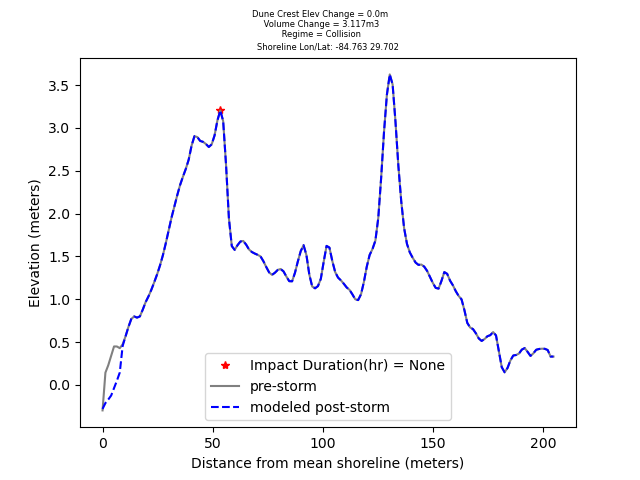 Dune Crest Elev Change = 0.0m
Volume Change = 3.117m3
Regime = Collision
Shoreline Lon/Lat: -84.763 29.702
3.5
3.0
2.5
2.0
1.5
1.0
0.5
0.0
Elevation (meters)
Impact Duration(hr) = None
pre-storm
modeled post-storm
0 50 100 150 200
Distance from mean shoreline (meters)